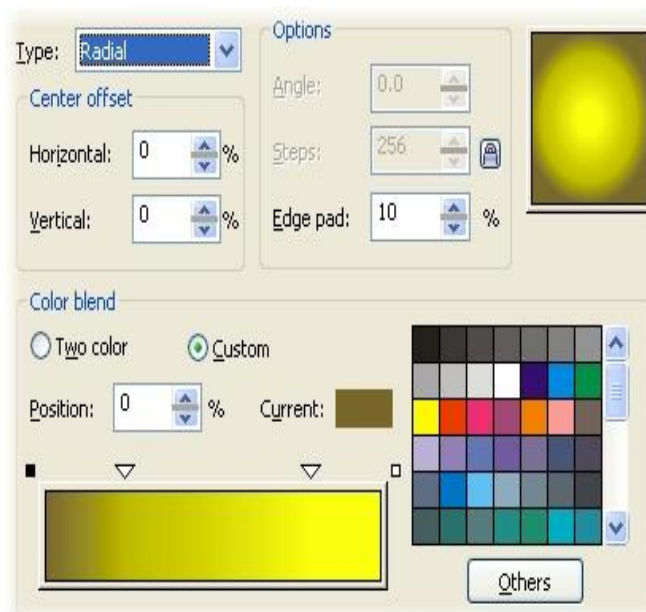 Type: Radial
Center offset
Horizontal: 0 %
Vertical: 0 %
Options
Angle: 0.0
Steps: 256
Edge pad: 10 %
Color blend
Two color Custom
Position: 0 % Current:
Others